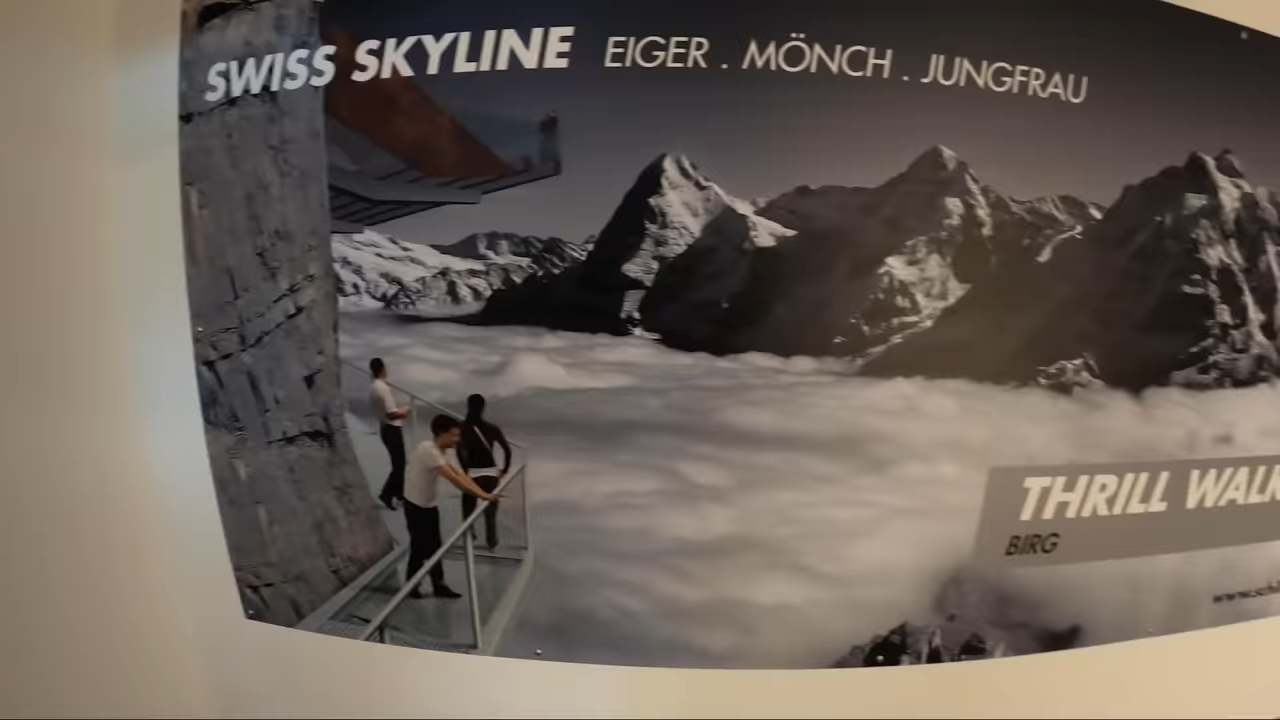 SWISS SKYLINE EIGER . MÖNCH . JUNGFRAU
THRILL WALK
BIRG